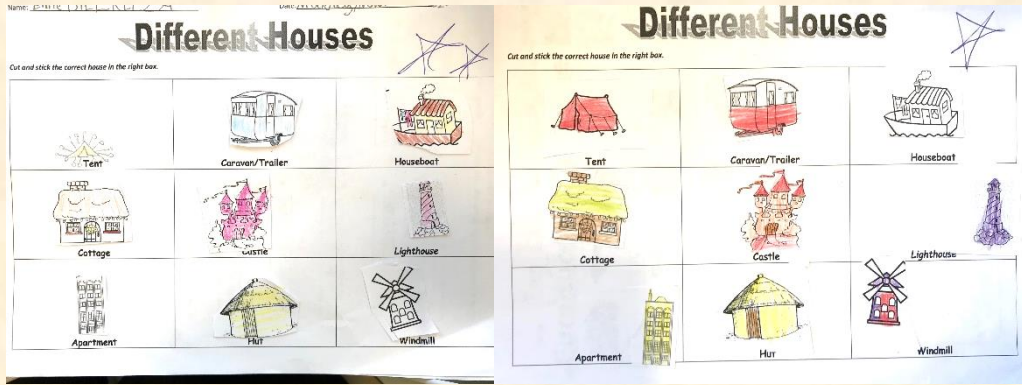 Name:
Different Houses
Cut and stick the correct house in the right box.
Tent
Caravan/Trailer
Houseboat
Cottage
Castle
Lighthouse
Apartment
Hut
Windmill
Different Houses
Cut and stick the correct house in the right box.
Tent
Caravan/Trailer
Houseboat
Cottage
Castle
Lighthouse
Apartment
Hut
Windmill